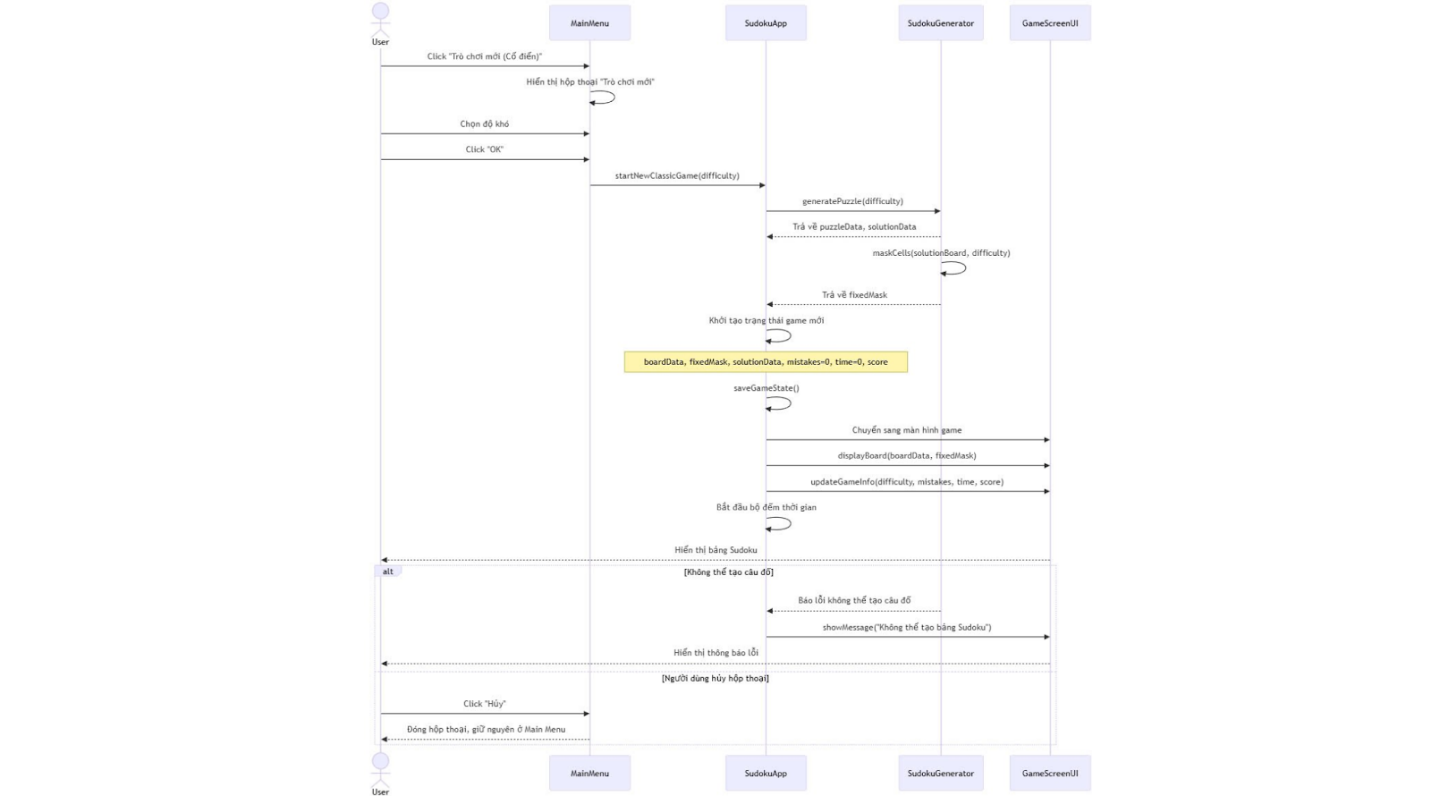 User
MainMenu
SudokuApp
SudokuGenerator
GameScreenUI
Click "Trò chơi mới (Cổ điển)"
Hiển thị hộp thoại "Trò chơi mới"
Chọn độ khó
Click "OK"
startNewClassicGame(difficulty)
generatePuzzle(difficulty)
Trả về puzzleData, solutionData
maskCells(solutionBoard, difficulty)
Trả về fixedMask
Khởi tạo trạng thái game mới
boardData, fixedMask, solutionData, mistakes=0, time=0, score
saveGameState()
Chuyển sang màn hình game
displayBoard(boardData, fixedMask)
updateGameInfo(difficulty, mistakes, time, score)
Bắt đầu bộ đếm thời gian
Hiển thị bảng Sudoku
alt
[Không thể tạo câu đố]
Báo lỗi không thể tạo câu đố
showMessage("Không thể tạo bảng Sudoku")
Hiển thị thông báo lỗi
[Người dùng hủy hộp thoại]
Click "Hủy"
Đóng hộp thoại, giữ nguyên ở Main Menu
User
MainMenu
SudokuApp
SudokuGenerator
GameScreenUI